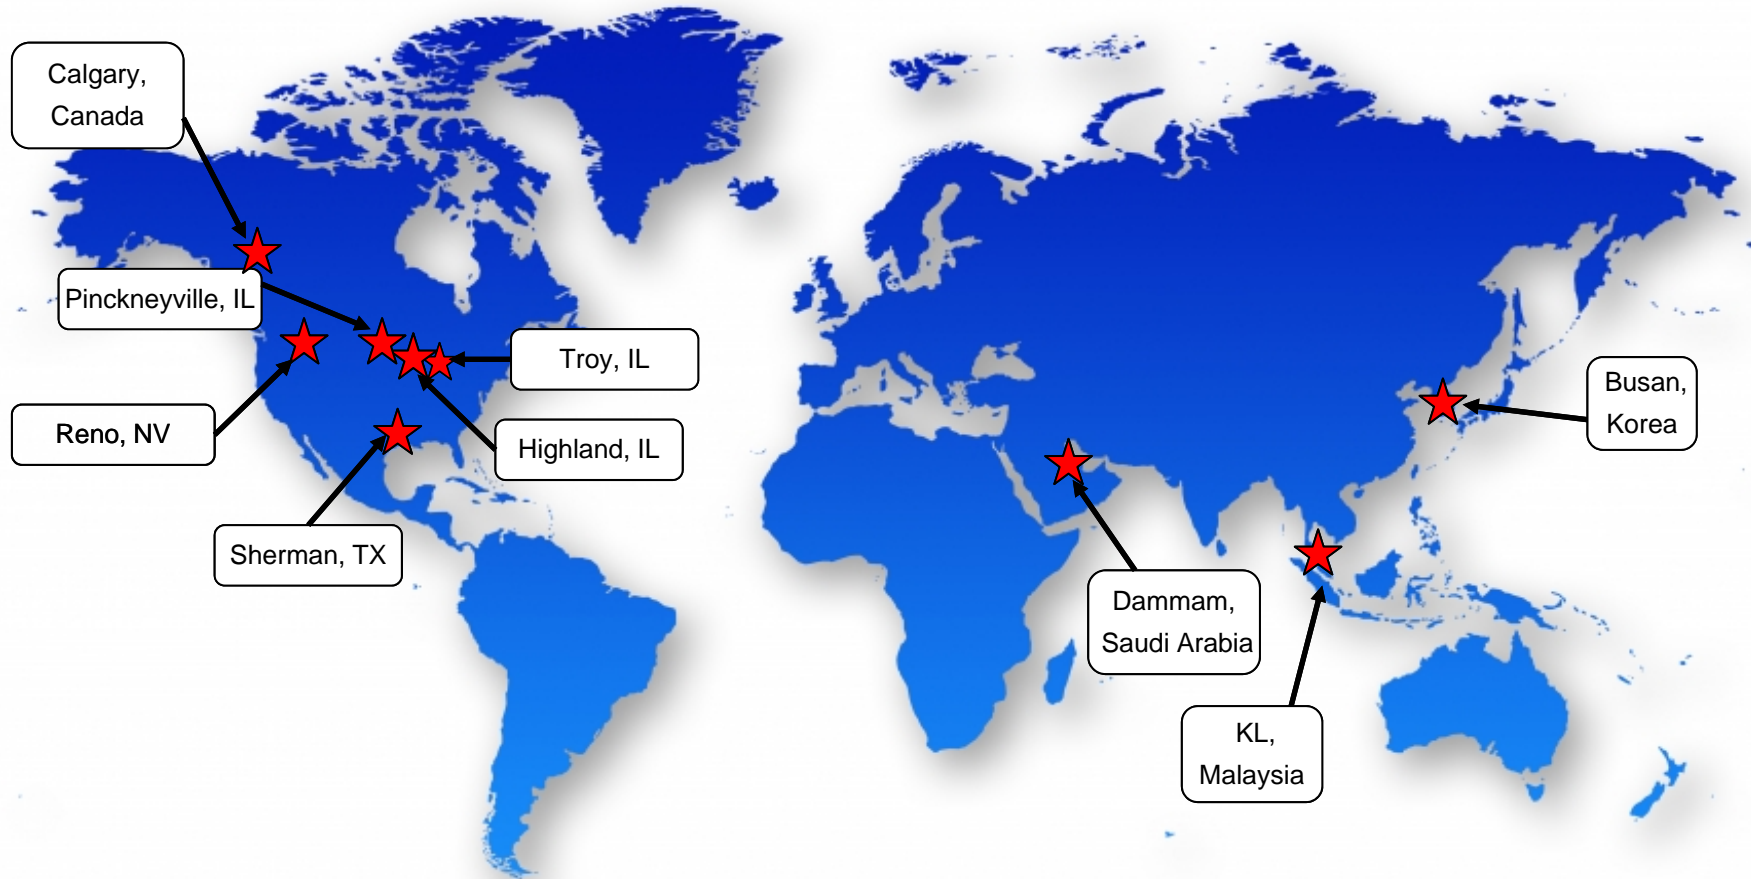 Calgary,
Canada
Pinckneyville, IL
Troy, IL
Reno, NV
Highland, IL
Busan,
Korea
Sherman, TX
Dammam,
Saudi Arabia
KL,
Malaysia